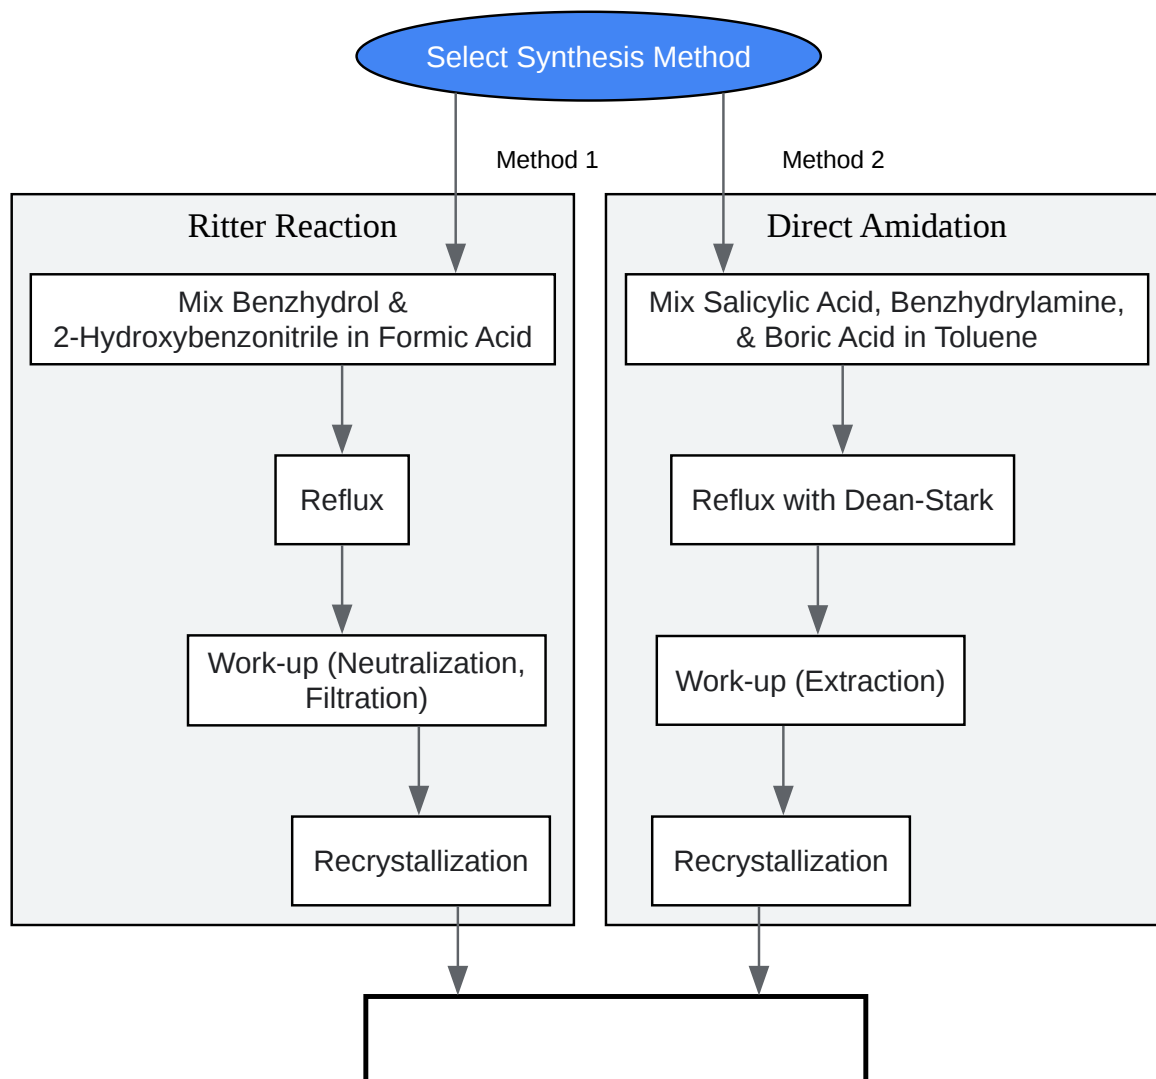 Select Synthesis Method
Method 1
Method 2
Ritter Reaction
Mix Benzhydrol &
2-Hydroxybenzonitrile in Formic Acid
Reflux
Work-up (Neutralization,
Filtration)
Recrystallization
Direct Amidation
Mix Salicylic Acid, Benzhydrylamine,
& Boric Acid in Toluene
Reflux with Dean-Stark
Work-up (Extraction)
Recrystallization